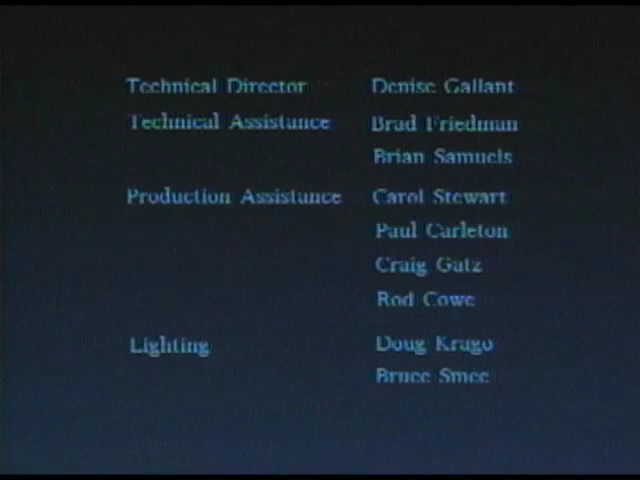 Technical Director Denise Gallant
Technical Assistance Brad Friedman
Brian Samuels
Production Assistance Carol Stewart
Paul Carleton
Craig Gutz
Rod Cowe
Lighting Doug Krago
Bruce Smee